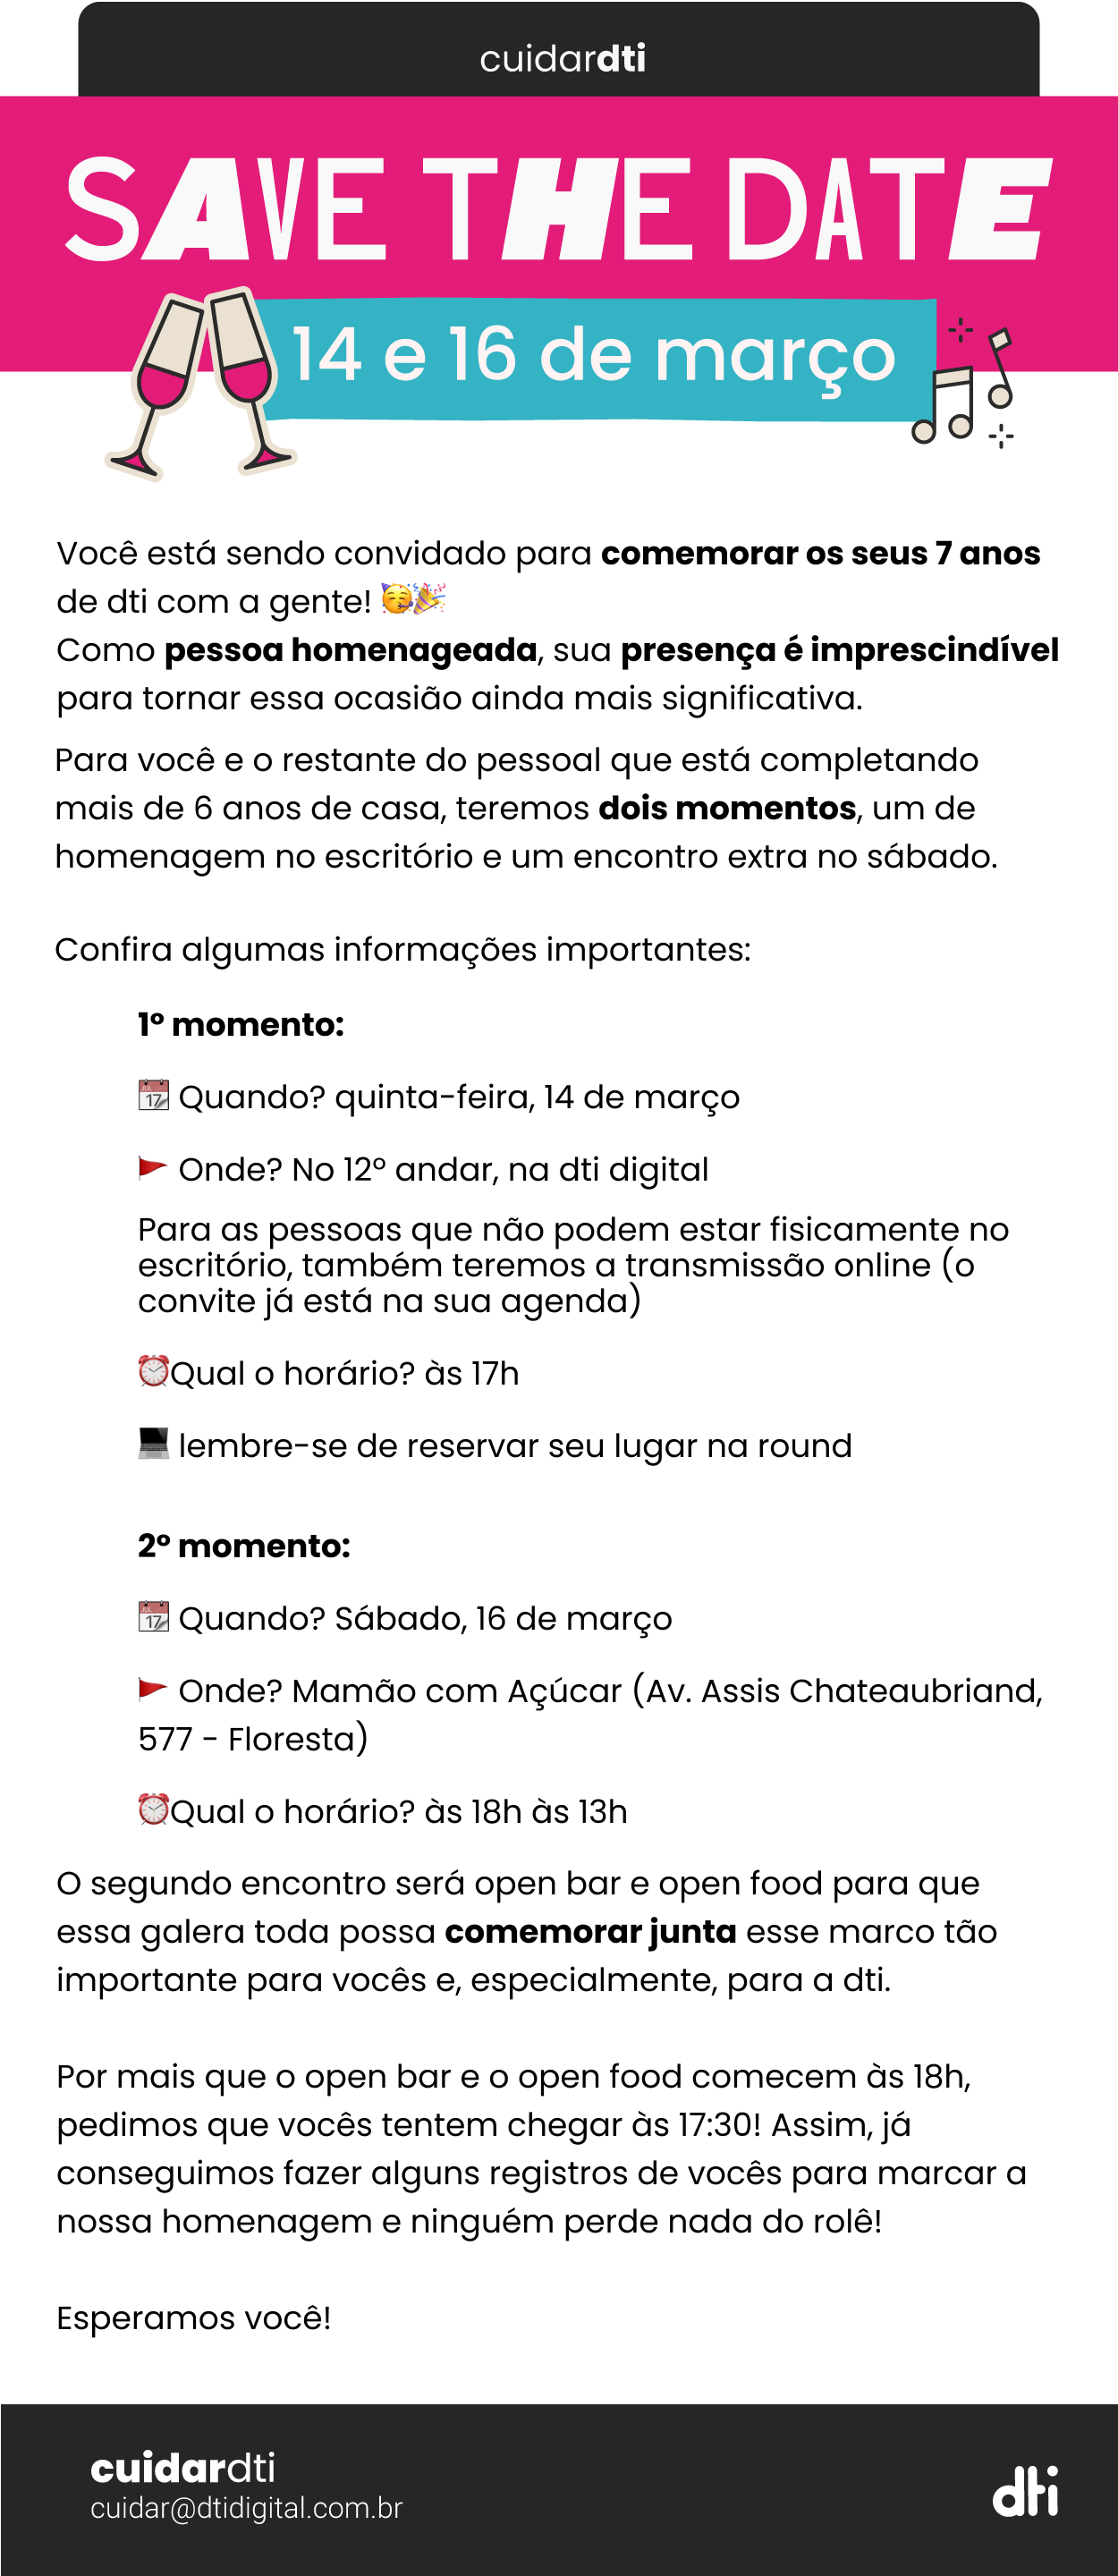 cuidardti
SAVE THE DATE
14 e 16 de março
Você está sendo convidado para comemorar os seus 7 anos
de dti com a gente! 🥳🎉
Como pessoa homenageada, sua presença é imprescindível
para tornar essa ocasião ainda mais significativa.
Para você e o restante do pessoal que está completando
mais de 6 anos de casa, teremos dois momentos, um de
homenagem no escritório e um encontro extra no sábado.
Confira algumas informações importantes:
1º momento:
📆 Quando? quinta-feira, 14 de março
🚩 Onde? No 12º andar, na dti digital
Para as pessoas que não podem estar fisicamente no
escritório, também teremos a transmissão online (o
convite já está na sua agenda)
⏰Qual o horário? às 17h
💻 lembre-se de reservar seu lugar na round
2º momento:
📆 Quando? Sábado, 16 de março
🚩 Onde? Mamão com Açúcar (Av. Assis Chateaubriand,
577 - Floresta)
⏰Qual o horário? às 18h às 13h
O segundo encontro será open bar e open food para que
essa galera toda possa comemorar junta esse marco tão
importante para vocês e, especialmente, para a dti.
Por mais que o open bar e o open food comecem às 18h,
pedimos que vocês tentem chegar às 17:30! Assim, já
conseguimos fazer alguns registros de vocês para marcar a
nossa homenagem e ninguém perde nada do rolê!
Esperamos você!
cuidardti
cuidar@dtidigital.com.br
dti